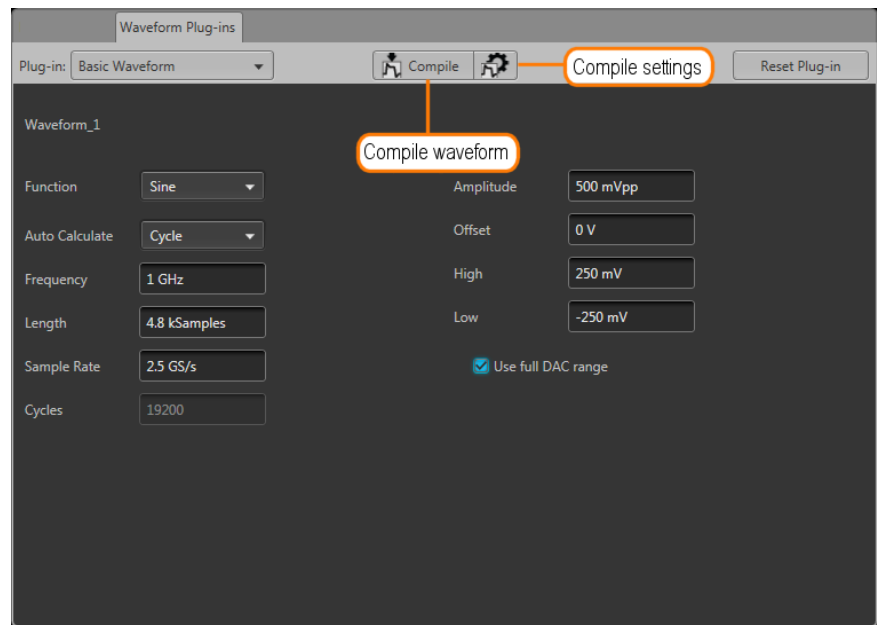 Waveform Plug-ins
Plug-in: Basic Waveform Compile Compile settings Reset Plug-in
Waveform_1
Compile waveform
Function Sine Amplitude 500 mVpp
Auto Calculate Cycle Offset 0 V
Frequency 1 GHz High 250 mV
Length 4.8 kSamples Low -250 mV
Sample Rate 2.5 GS/s Use full DAC range
Cycles 19200